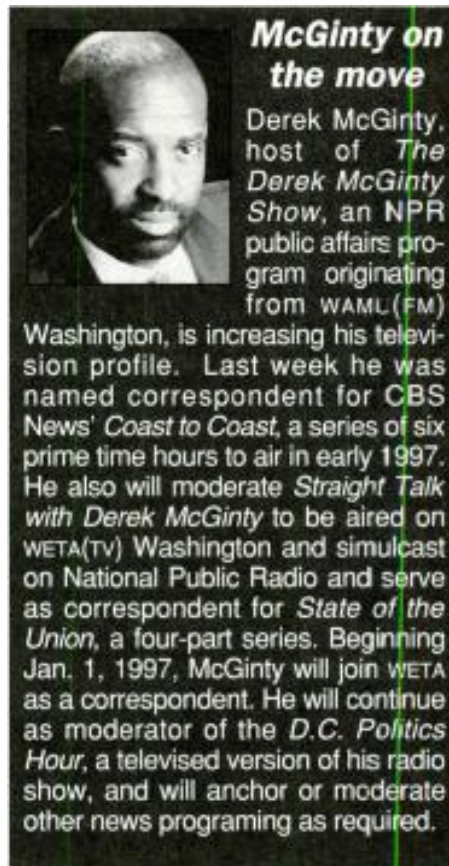 McGinty on
the move
Derek McGinty,
host of The
Derek McGinty
Show, an NPR
public affairs pro-
gram originating
from WAML(FM)
Washington, is increasing his televi-
sion profile. Last week he was
named correspondent for CBS
News' Coast to Coast, a series of six
prime time hours to air in early 1997.
He also will moderate Straight Talk
with Derek McGinty to be aired on
WETA(TV) Washington and simulcast
on National Public Radio and serve
as correspondent for State of the
Union, a four-part series. Beginning
Jan. 1, 1997, McGinty will join WETA
as a correspondent. He will continue
as moderator of the D.C. Politics
Hour, a televised version of his radio
show, and will anchor or moderate
other news programing as required.